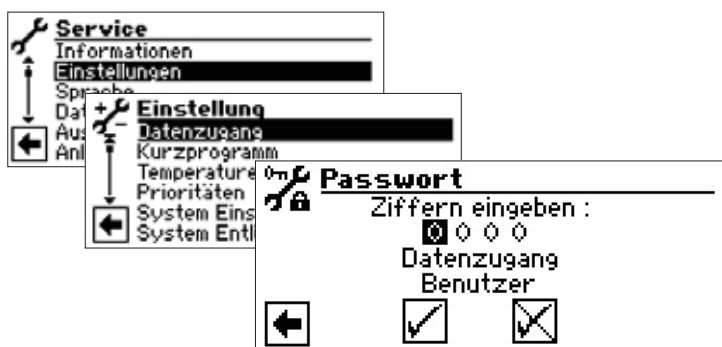 Service
Informationen
Einstellungen
Sprache
Dat
Aus
Anl
Einstellung
Datenzugang
Kurzprogramm
Temperature
Prioritäten
System Eins
System Entl
Passwort
Ziffern eingeben :
0 0 0 0
Datenzugang
Benutzer